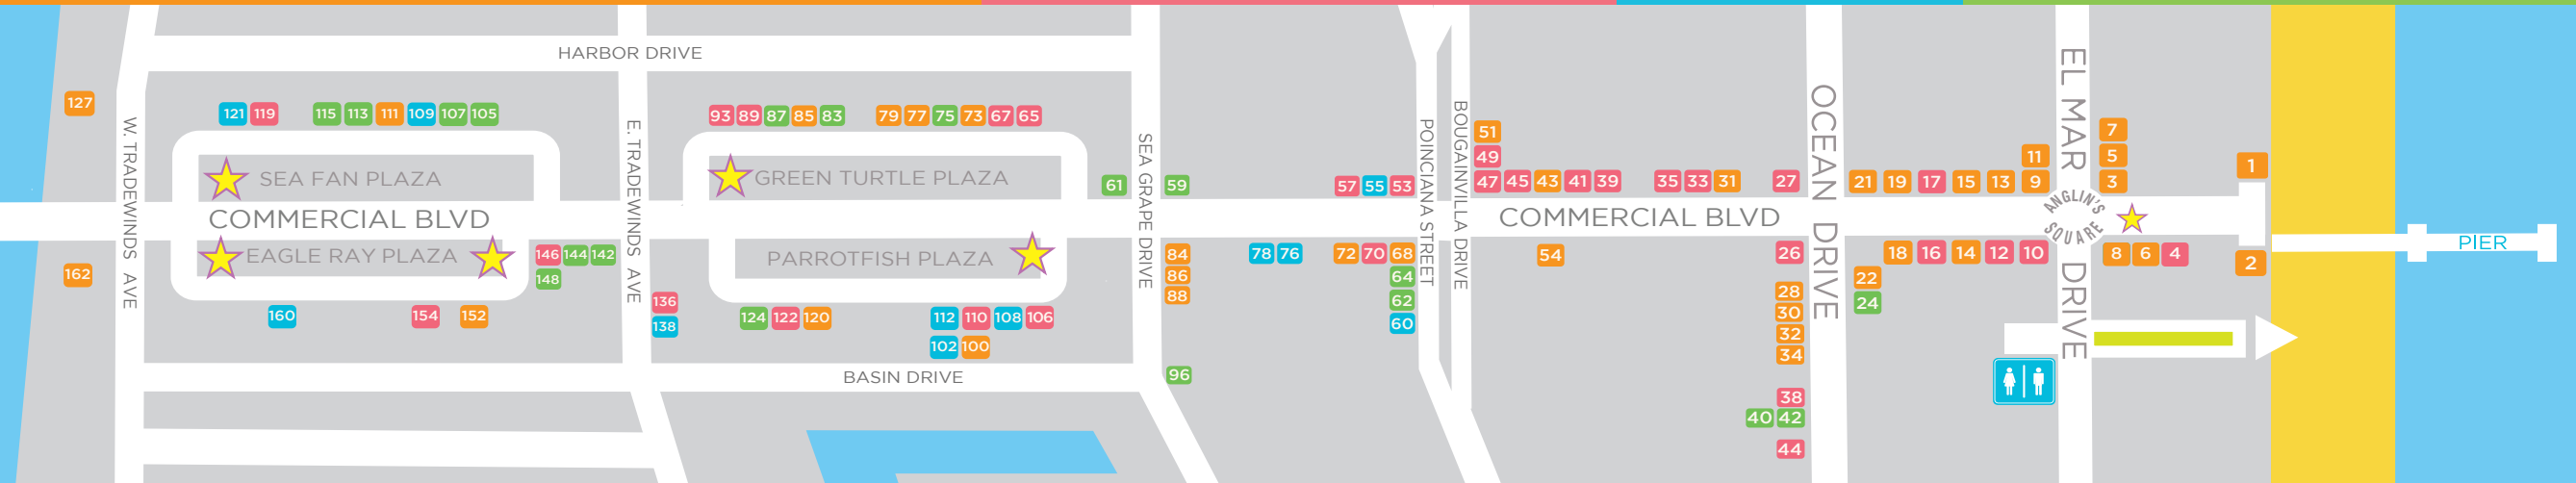 HARBOR DRIVE
127
121 119 115 113 111 109 107 105
93 89 87 85 83 79 77 75 73 67 65
W. TRADEWINDS AVE
E. TRADEWINDS AVE
SEA GRAPE DRIVE
POINCIANA STREET
BOUGAINVILLA DRIVE
OCEAN DRIVE
EL MAR DRIVE
SEA FAN PLAZA
GREEN TURTLE PLAZA
61 59
57 55 53
51
49
47 45 43 41 39 35 33 31 27
21 19 17 15 13 9
11
7
5
3
1
COMMERCIAL BLVD
COMMERCIAL BLVD
ANGLIN'S
SQUARE
EAGLE RAY PLAZA
PARROTFISH PLAZA
162
146 144 142
148
84
86
88
78 76
72 70 68
64
62
60
54
26
18 16 14 12 10
8 6 4
2
PIER
22
24
28
30
32
34
136
138
160 154 152
124 122 120
112 110 108 106
102 100
BASIN DRIVE
96
38
40 42
44